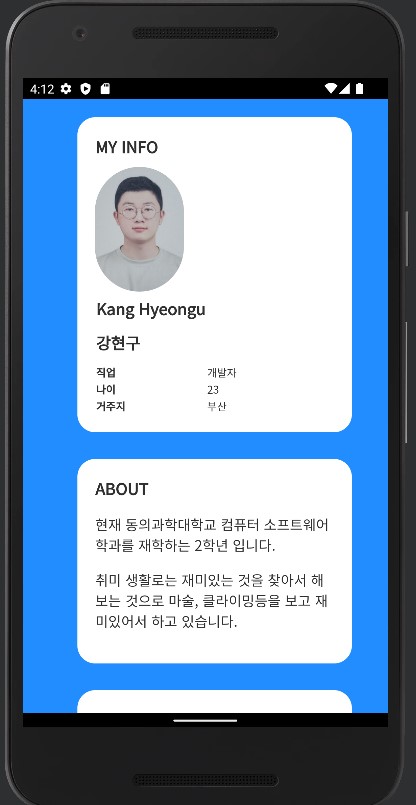 4:12
MY INFO
Kang Hyeongu
강현구
직업 개발자
나이 23
거주지 부산
ABOUT
현재 동의과학대학교 컴퓨터 소프트웨어
학과를 재학하는 2학년 입니다.
취미 생활로는 재미있는 것을 찾아서 해
보는 것으로 마술, 클라이밍등을 보고 재
미있어서 하고 있습니다.